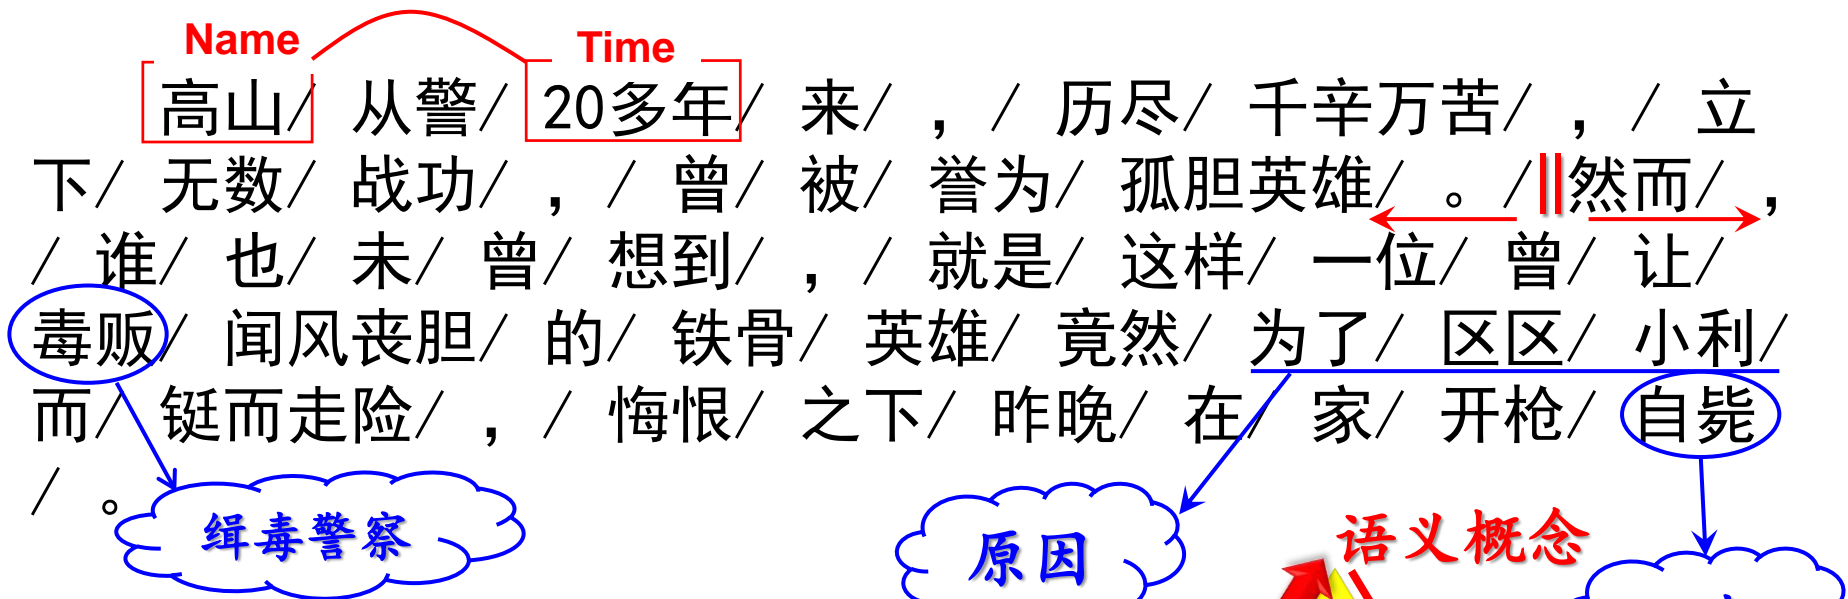 Name
Time
高山/ 从警/ 20多年/ 来/ ，/ 历尽/ 千辛万苦/ ，/ 立
下/ 无数/ 战功/ ，/ 曾/ 被/ 誉为/ 孤胆英雄/ 。/‖然而/ ，
/ 谁/ 也/ 未/ 曾/ 想到/ ，/ 就是/ 这样/ 一位/ 曾/ 让/
毒贩/ 闻风丧胆/ 的/ 铁骨/ 英雄/ 竟然/ 为了/ 区区/ 小利/
而/ 铤而走险/ ，/ 悔恨/ 之下/ 昨晚/ 在/ 家/ 开枪/ 自毙
/ 。
缉毒警察
原因
语义概念